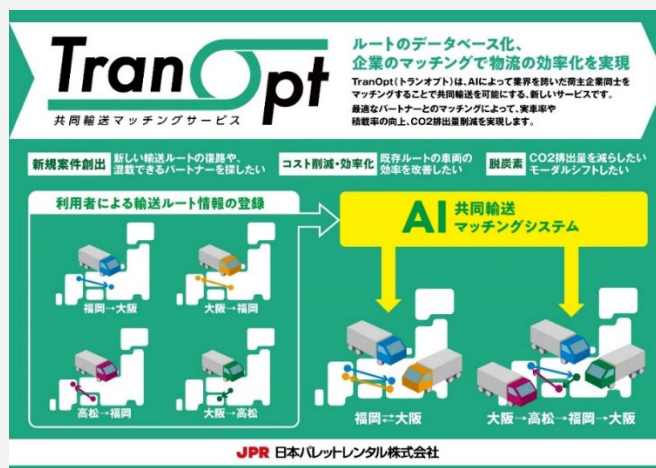 TranOpt
共同輸送マッチングサービス
ルートのデータベース化、
企業のマッチングで物流の効率化を実現
TranOpt(トランオプト)は、AIによって業界を跨いだ荷主企業同士を
マッチングすることで共同輸送を可能にする、新しいサービスです。
最適なパートナーとのマッチングによって、実車率や
積載率の向上、CO2排出量削減を実現します。
新規案件創出
新しい輸送ルートの復路や、
混載できるパートナーを探したい
コスト削減・効率化
既存ルートの車両の
効率を改善したい
脱炭素
CO2排出量を減らしたい
モーダルシフトしたい
利用者による輸送ルート情報の登録
福岡→大阪
大阪→福岡
高松→福岡
大阪→高松
AI
共同輸送
マッチングシステム
福岡⇄大阪
大阪→高松→福岡→大阪
JPR 日本パレットレンタル株式会社